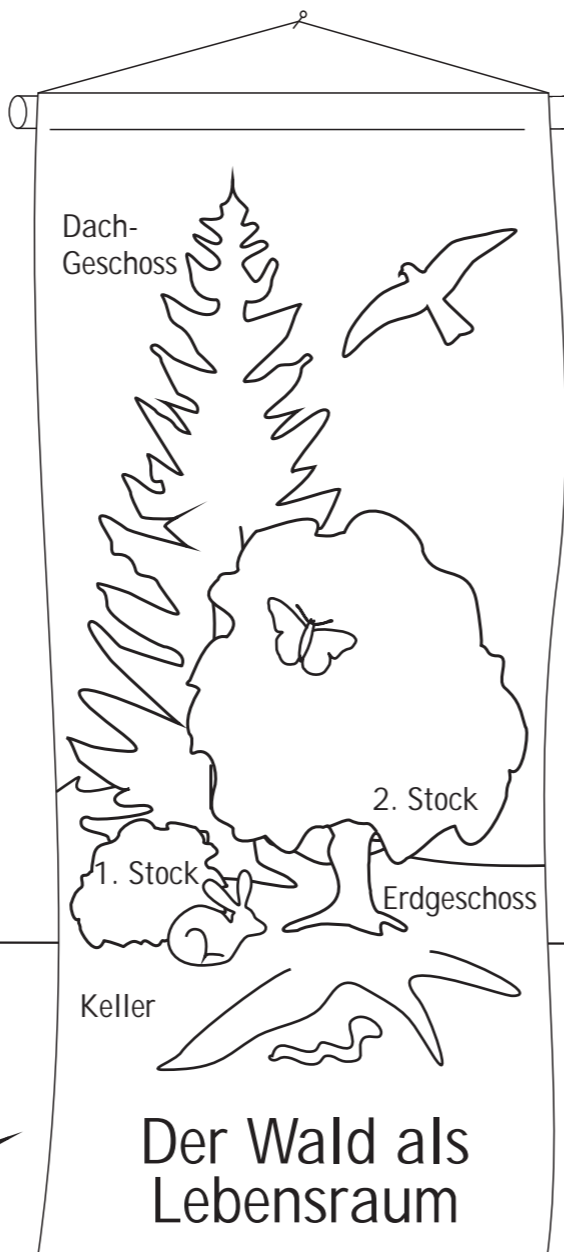 Dach-
Geschoss
2. Stock
1. Stock
Erdgeschoss
Keller
Der Wald als
Lebensraum